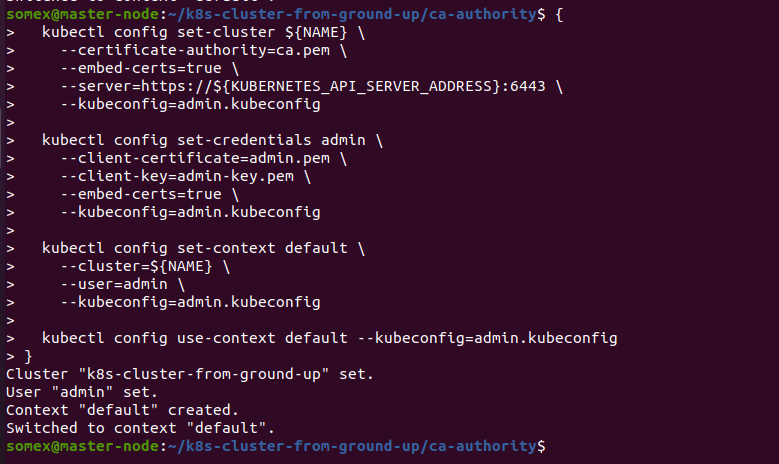 somex@master-node:~/k8s-cluster-from-ground-up/ca-authority$ {
>   kubectl config set-cluster ${NAME} \
>     --certificate-authority=ca.pem \
>     --embed-certs=true \
>     --server=https://${KUBERNETES_API_SERVER_ADDRESS}:6443 \
>     --kubeconfig=admin.kubeconfig
>
>   kubectl config set-credentials admin \
>     --client-certificate=admin.pem \
>     --client-key=admin-key.pem \
>     --embed-certs=true \
>     --kubeconfig=admin.kubeconfig
>
>   kubectl config set-context default \
>     --cluster=${NAME} \
>     --user=admin \
>     --kubeconfig=admin.kubeconfig
>
>   kubectl config use-context default --kubeconfig=admin.kubeconfig
> }
Cluster "k8s-cluster-from-ground-up" set.
User "admin" set.
Context "default" created.
Switched to context "default".
somex@master-node:~/k8s-cluster-from-ground-up/ca-authority$